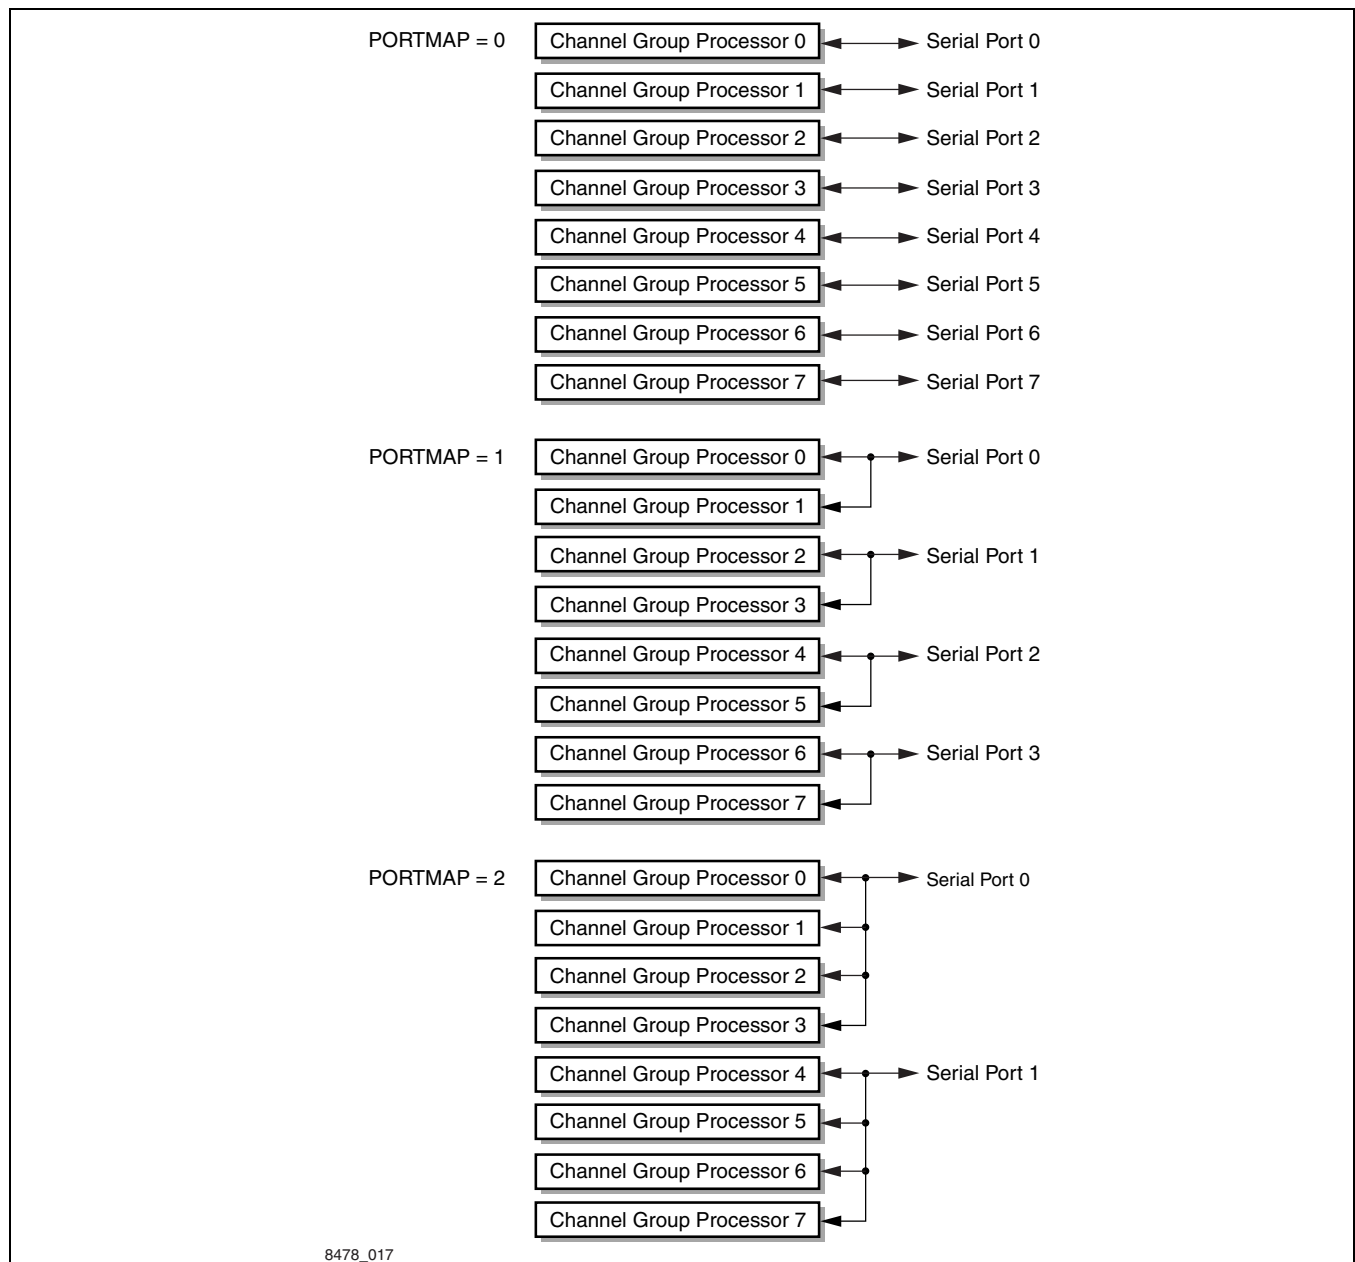 PORTMAP = 0 Channel Group Processor 0 Serial Port 0
Channel Group Processor 1 Serial Port 1
Channel Group Processor 2 Serial Port 2
Channel Group Processor 3 Serial Port 3
Channel Group Processor 4 Serial Port 4
Channel Group Processor 5 Serial Port 5
Channel Group Processor 6 Serial Port 6
Channel Group Processor 7 Serial Port 7
PORTMAP = 1 Channel Group Processor 0 Serial Port 0
Channel Group Processor 1
Channel Group Processor 2 Serial Port 1
Channel Group Processor 3
Channel Group Processor 4 Serial Port 2
Channel Group Processor 5
Channel Group Processor 6 Serial Port 3
Channel Group Processor 7
PORTMAP = 2 Channel Group Processor 0 Serial Port 0
Channel Group Processor 1
Channel Group Processor 2
Channel Group Processor 3
Channel Group Processor 4 Serial Port 1
Channel Group Processor 5
Channel Group Processor 6
Channel Group Processor 7
8478_017